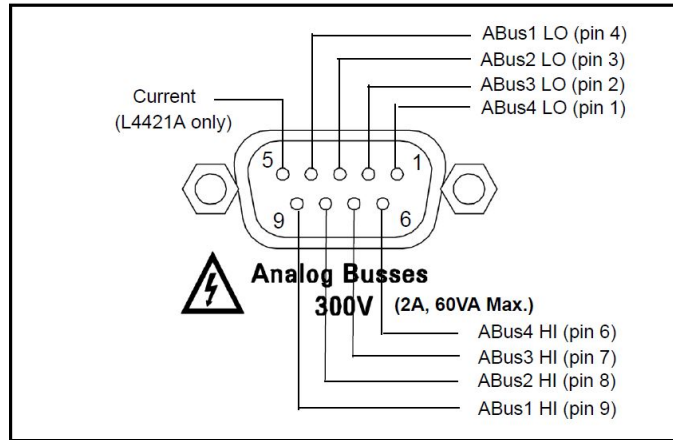 ABus1 LO (pin 4)
ABus2 LO (pin 3)
ABus3 LO (pin 2)
ABus4 LO (pin 1)
Current
(L4421A only)
5
1
9
6
Analog Busses
300V (2A, 60VA Max.)
ABus4 HI (pin 6)
ABus3 HI (pin 7)
ABus2 HI (pin 8)
ABus1 HI (pin 9)